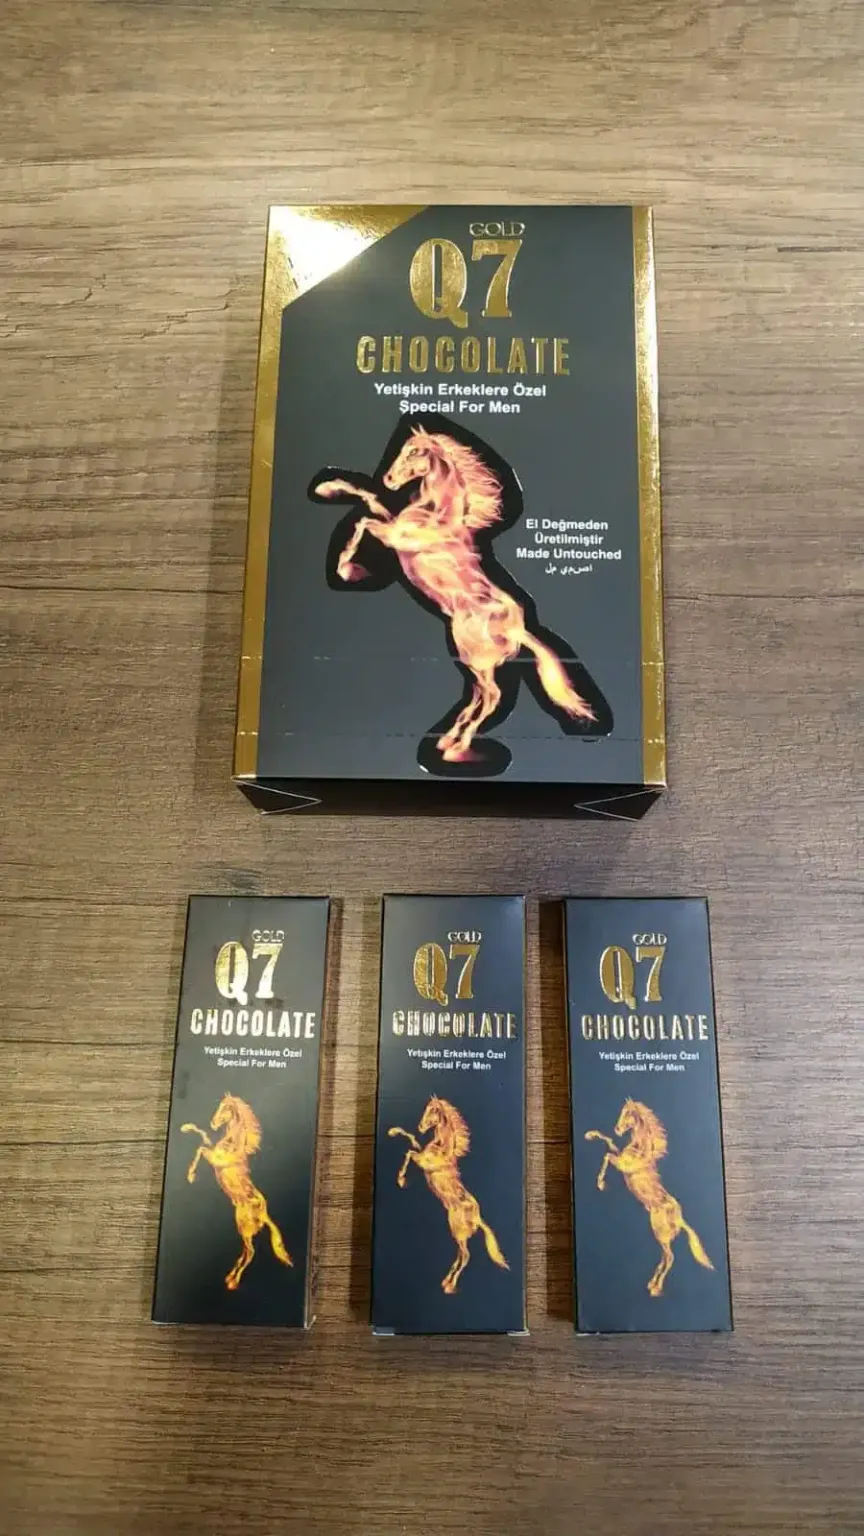 GOLD
Q7
CHOCOLATE
Yetişkin Erkeklere Özel
Special For Men
El Değmeden
Üretilmiştir
Made Untouched
GOLD
Q7
CHOCOLATE
Yetişkin Erkeklere Özel
Special For Men
GOLD
Q7
CHOCOLATE
Yetişkin Erkeklere Özel
Special For Men
GOLD
Q7
CHOCOLATE
Yetişkin Erkeklere Özel
Special For Men